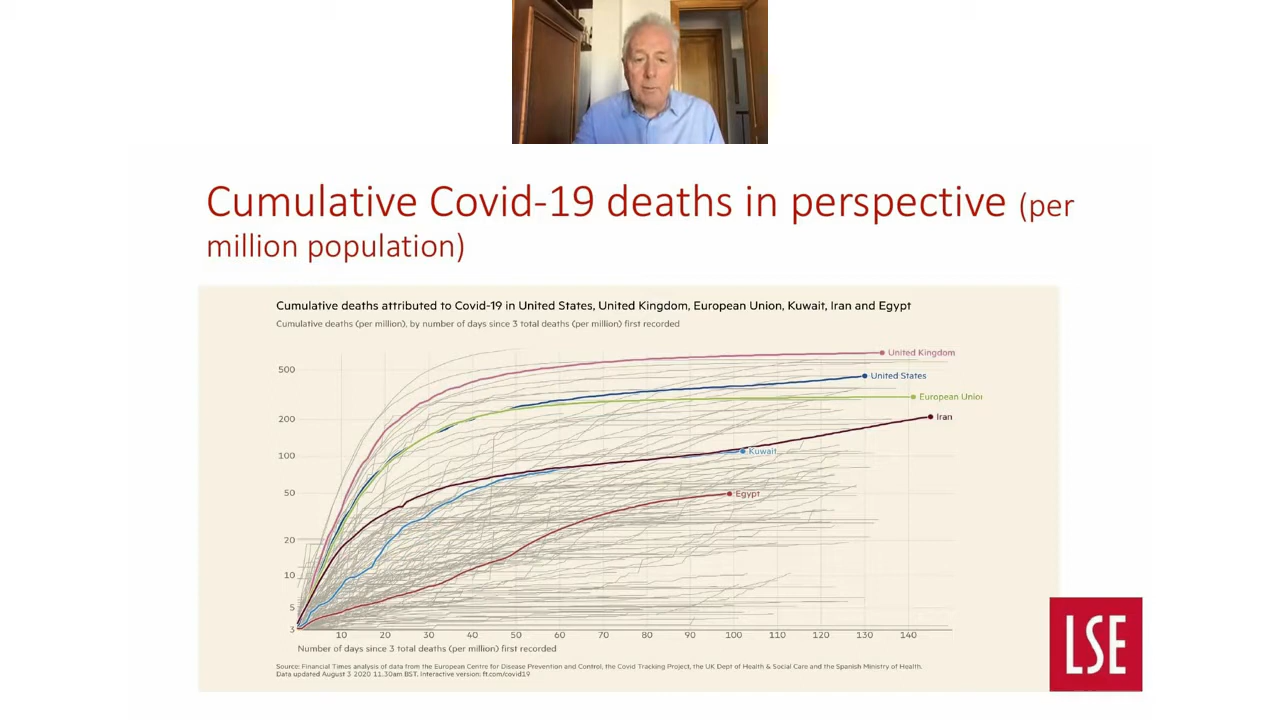 Cumulative Covid-19 deaths in perspective (per
million population)
Cumulative deaths attributed to Covid-19 in United States, United Kingdom, European Union, Kuwait, Iran and Egypt
Cumulative deaths (per million), by number of days since 3 total deaths (per million) first recorded
United Kingdom
500
United States
European Union
200
Iran
100
Kuwait
50
Egypt
20
10
5
3
10 20 30 40 50 60 70 80 90 100 110 120 130 140
Number of days since 3 total deaths (per million) first recorded
Source: Financial Times analysis of data from the European Centre for Disease Prevention and Control, the Covid Tracking Project, the UK Dept of Health & Social Care and the Spanish Ministry of Health.
Data updated August 3 2020 11.30am BST. Interactive version: ft.com/covid19
LSE